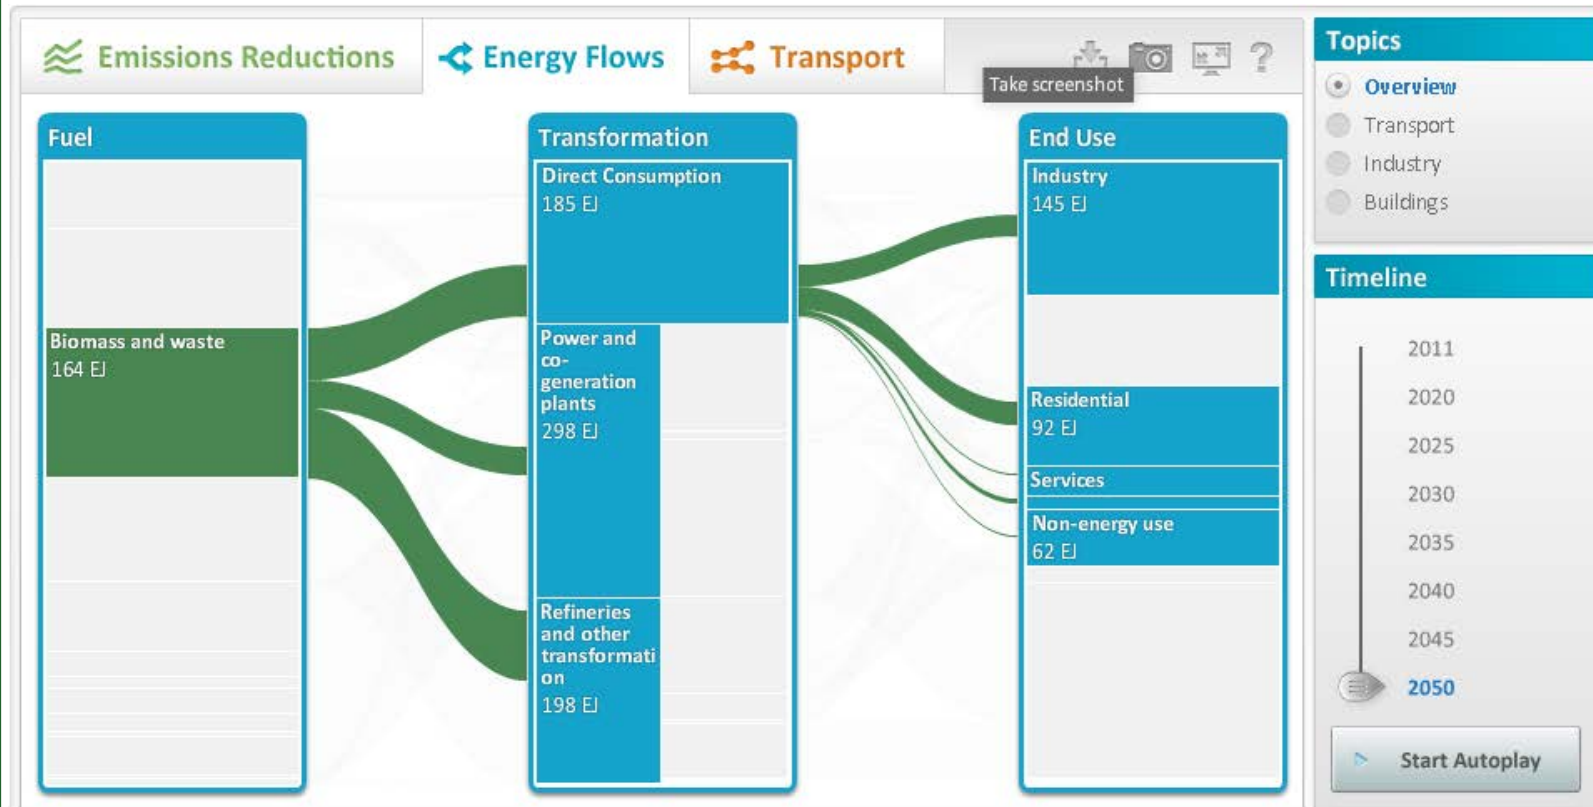 Emissions Reductions
Energy Flows
Transport
?
Take screenshot
Fuel
Biomass and waste
164 EJ
Transformation
Direct Consumption
185 EJ
Power and
co-
generation
plants
298 EJ
Refineries
and other
transformati
on
198 EJ
End Use
Industry
145 EJ
Residential
92 EJ
Services
Non-energy use
62 EJ
Topics
Overview
Transport
Industry
Buildings
Timeline
2011
2020
2025
2030
2035
2040
2045
2050
Start Autoplay